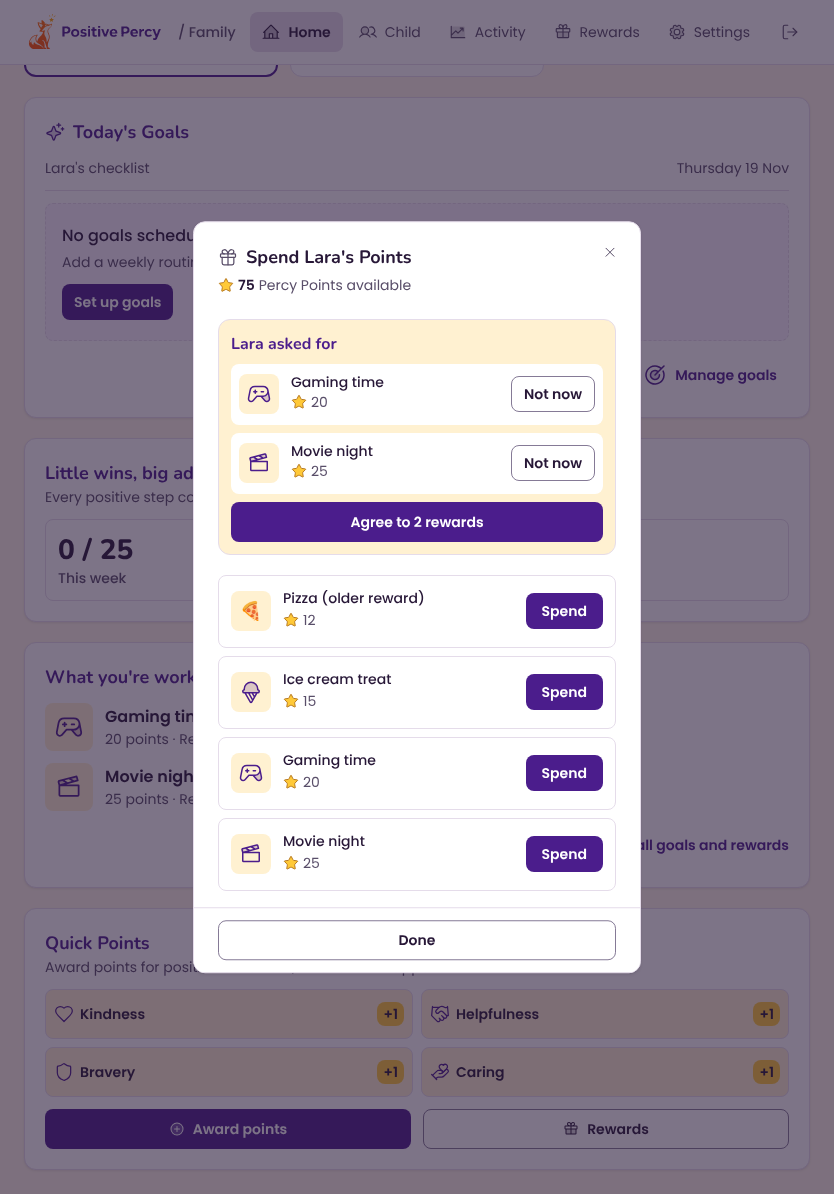 Positive Percy / Family Home Child Activity Rewards Settings
Today's Goals
Lara's checklist Thursday 19 Nov
No goals schedu
Add a weekly routin
Set up goals
Manage goals
Spend Lara's Points
75 Percy Points available
Lara asked for
Gaming time
20
Not now
Movie night
25
Not now
Agree to 2 rewards
Pizza (older reward)
12
Spend
Ice cream treat
15
Spend
Gaming time
20
Spend
Movie night
25
Spend
Done
Little wins, big ad
Every positive step co
0 / 25
This week
What you're work
Gaming tin
20 points · Re
Movie nigh
25 points · Re
all goals and rewards
Quick Points
Award points for posit
Kindness +1
Helpfulness +1
Bravery +1
Caring +1
Award points
Rewards